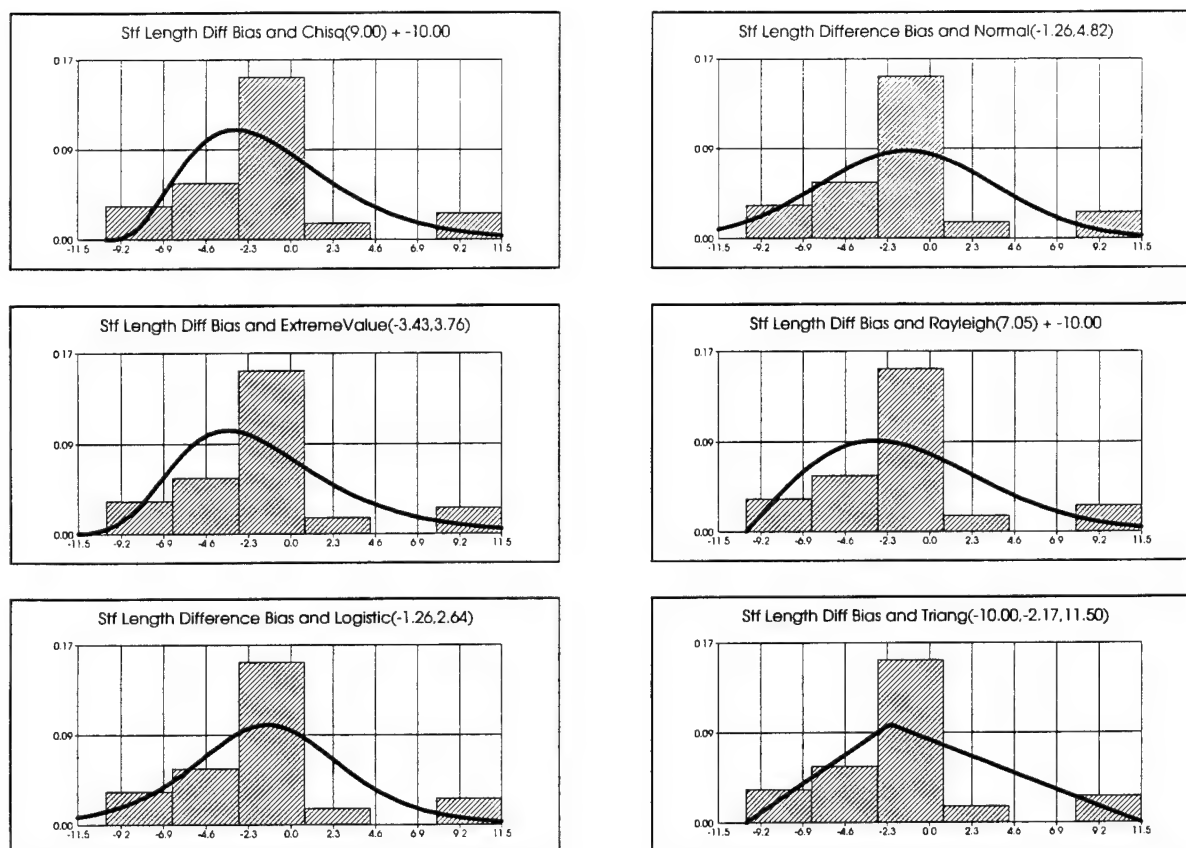 Stf Length Diff Bias and Chisq(9.00) + -10.00
0.17
0.09
0.00
-11.5 -9.2 -6.9 -4.6 -2.3 0.0 2.3 4.6 6.9 9.2 11.5
Stf Length Difference Bias and Normal(-1.26,4.82)
0.17
0.09
0.00
-11.5 -9.2 -6.9 -4.6 -2.3 0.0 2.3 4.6 6.9 9.2 11.5
Stf Length Diff Bias and ExtremeValue(-3.43,3.76)
0.17
0.09
0.00
-11.5 -9.2 -6.9 -4.6 -2.3 0.0 2.3 4.6 6.9 9.2 11.5
Stf Length Diff Bias and Rayleigh(7.05) + -10.00
0.17
0.09
0.00
-11.5 -9.2 -6.9 -4.6 -2.3 0.0 2.3 4.6 6.9 9.2 11.5
Stf Length Difference Bias and Logistic(-1.26,2.64)
0.17
0.09
0.00
-11.5 -9.2 -6.9 -4.6 -2.3 0.0 2.3 4.6 6.9 9.2 11.5
Stf Length Diff Bias and Triang(-10.00,-2.17,11.50)
0.17
0.09
0.00
-11.5 -9.2 -6.9 -4.6 -2.3 0.0 2.3 4.6 6.9 9.2 11.5